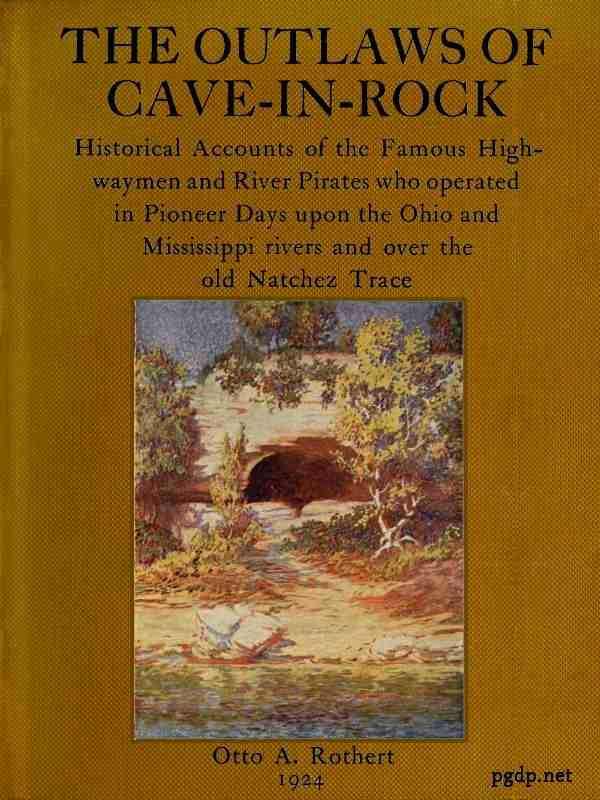 THE OUTLAWS OF
CAVE-IN-ROCK
Historical Accounts of the Famous High-
waymen and River Pirates who operated
in Pioneer Days upon the Ohio and
Mississippi rivers and over the
old Natchez Trace
Otto A. Rothert
1924
pgdp.net